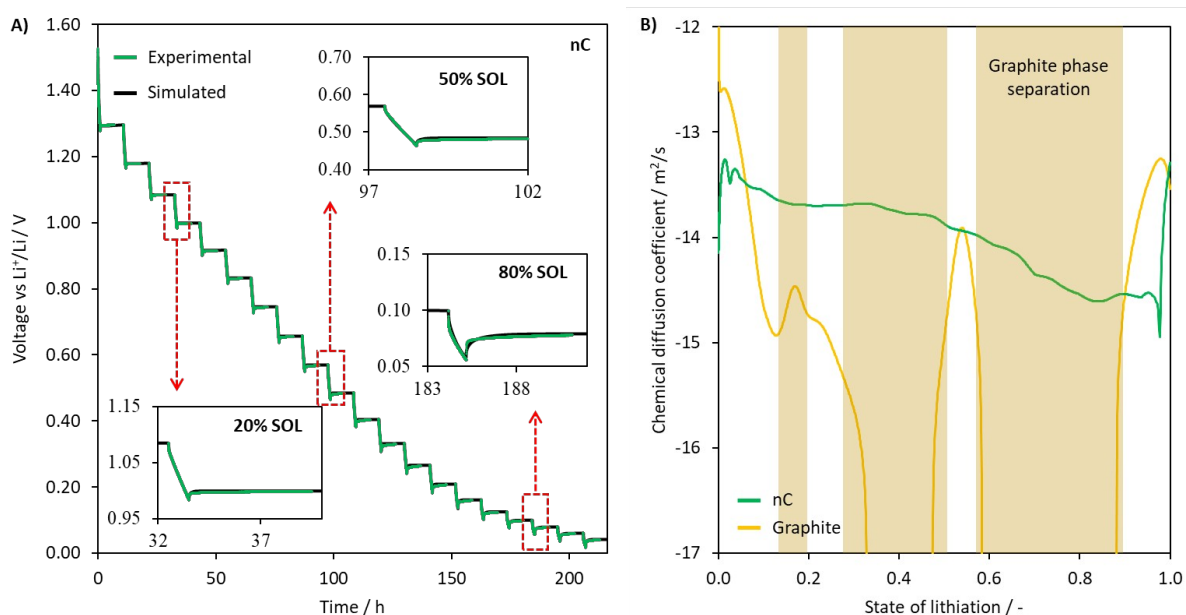 A)
Voltage vs Li⁺/Li / V
1.60
1.40
1.20
1.00
0.80
0.60
0.40
0.20
0.00
0
50
100
150
200
Time / h
Experimental
Simulated
nC
50% SOL
0.70
0.60
0.50
0.40
97
102
80% SOL
0.10
0.05
183
188
20% SOL
1.15
1.05
0.95
32
37
B)
Chemical diffusion coefficient / m²/s
-12
-13
-14
-15
-16
-17
0.0
0.2
0.4
0.6
0.8
1.0
State of lithiation / -
Graphite phase
separation
nC
Graphite